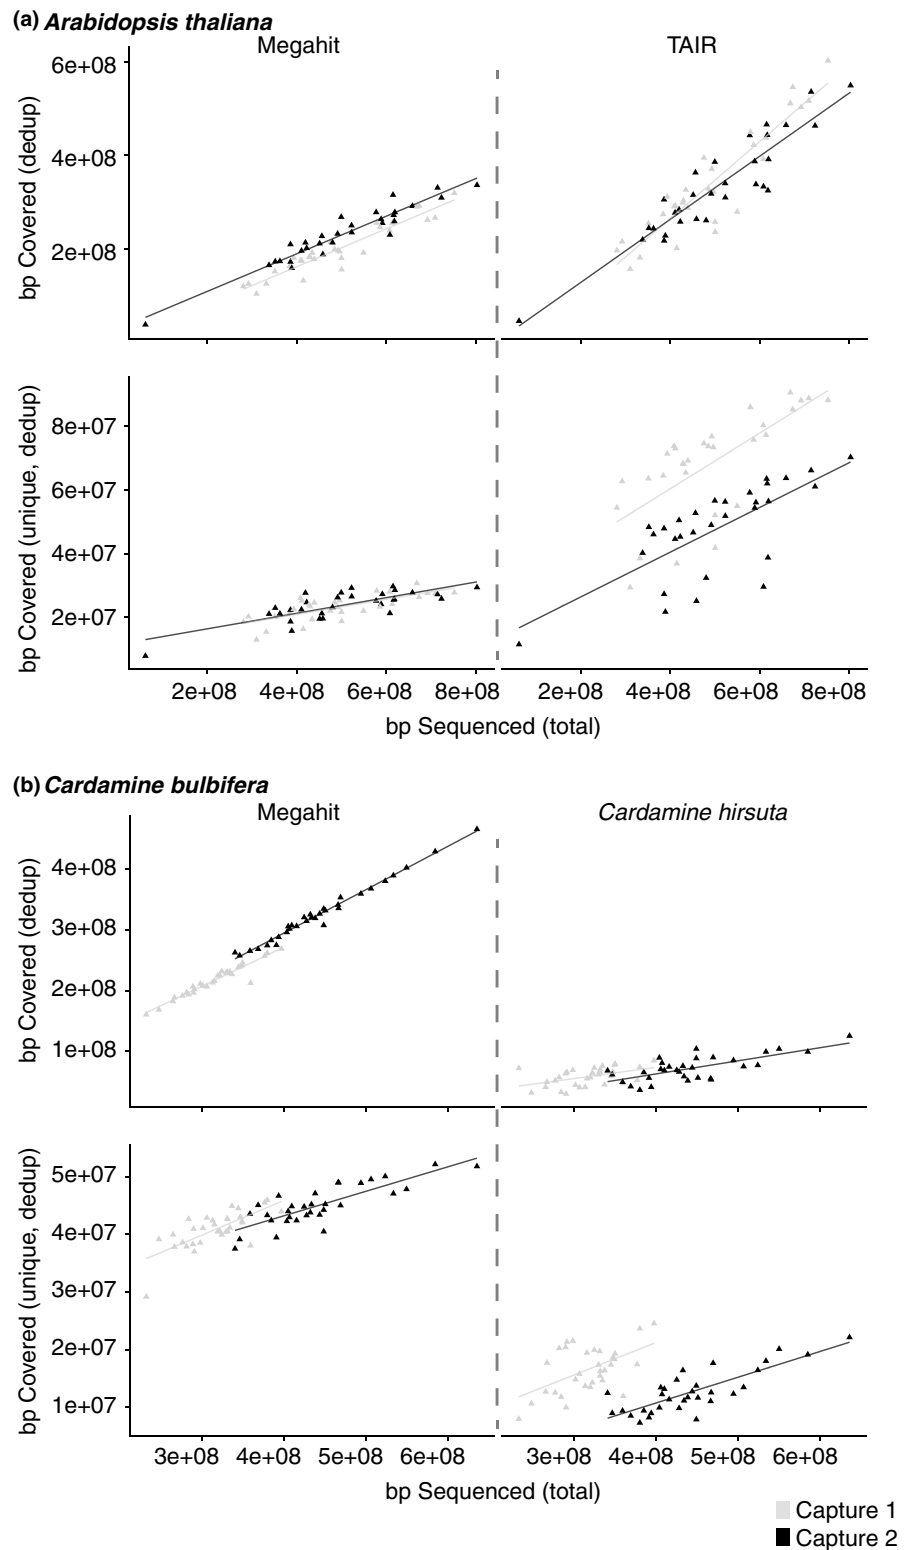 (a) Arabidopsis thaliana
Megahit
TAIR
bp Covered (dedup)
6e+08
4e+08
2e+08
bp Covered (unique, dedup)
8e+07
6e+07
4e+07
2e+07
2e+08 4e+08 6e+08 8e+08 2e+08 4e+08 6e+08 8e+08
bp Sequenced (total)
(b) Cardamine bulbifera
Megahit
Cardamine hirsuta
bp Covered (dedup)
4e+08
3e+08
2e+08
1e+08
bp Covered (unique, dedup)
5e+07
4e+07
3e+07
2e+07
1e+07
3e+08 4e+08 5e+08 6e+08 3e+08 4e+08 5e+08 6e+08
bp Sequenced (total)
Capture 1
Capture 2